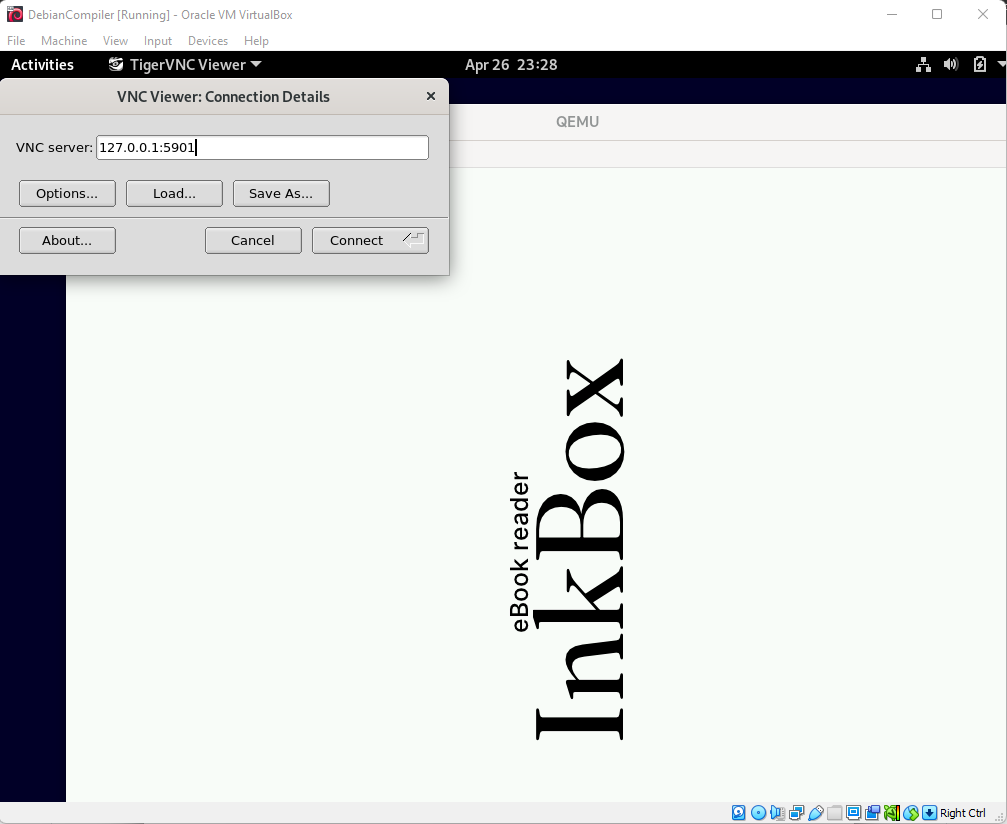 DebianCompiler [Running] - Oracle VM VirtualBox
File Machine View Input Devices Help
Activities TigerVNC Viewer Apr 26 23:28
VNC Viewer: Connection Details
QEMU
VNC server: 127.0.0.1:5901
Options... Load... Save As...
About... Cancel Connect
eBook reader
InkBox
Right Ctrl